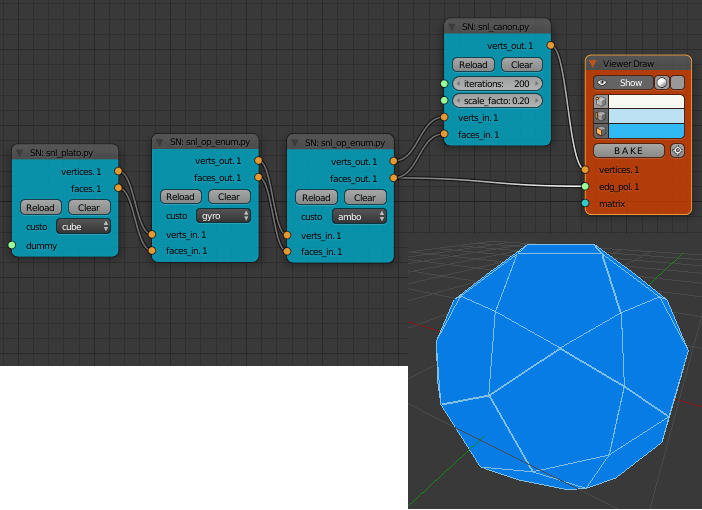 SN: snl_plato.py
vertices. 1
faces. 1
Reload Clear
custo cube
dummy
SN: snl_op_enum.py
verts_out. 1
faces_out. 1
Reload Clear
custo gyro
verts_in. 1
faces_in. 1
SN: snl_op_enum.py
verts_out. 1
faces_out. 1
Reload Clear
custo ambo
verts_in. 1
faces_in. 1
SN: snl_canon.py
verts_out. 1
Reload Clear
iterations: 200
scale_facto: 0.20
verts_in. 1
faces_in. 1
Viewer Draw
Show
BAKE
vertices. 1
edg_pol. 1
matrix